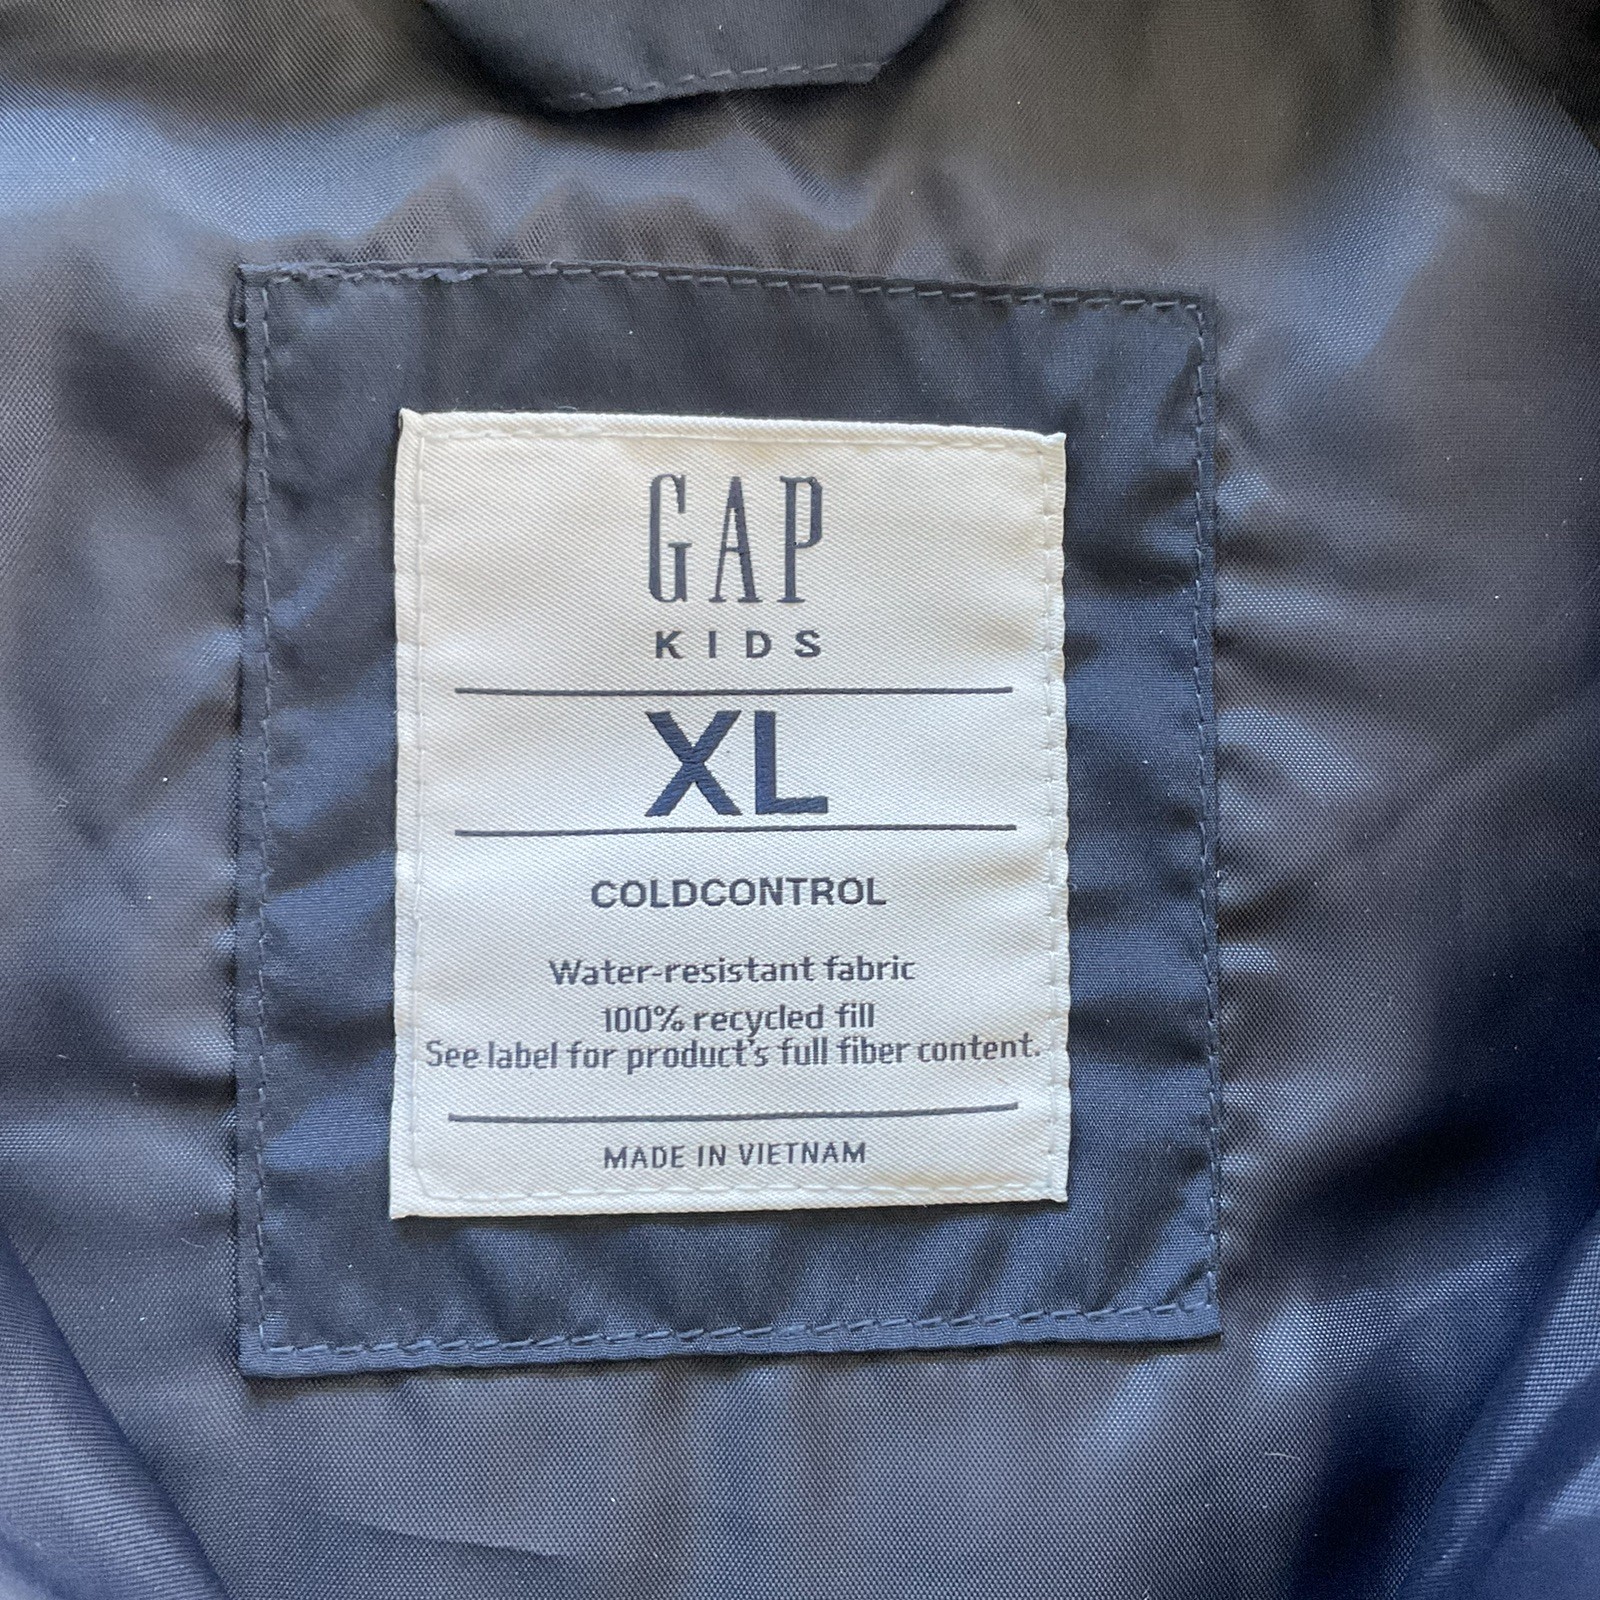 GAP
KIDS
XL
COLDCONTROL
Water-resistant fabric
100% recycled fill
See label for product's full fiber content.
MADE IN VIETNAM